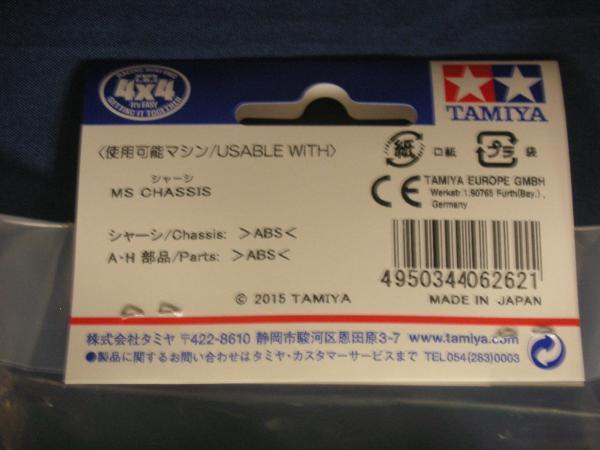 4x4
IT'S EASY
TAMIYA
〈使用可能マシン/USABLE WITH〉
シャーシ
MS CHASSIS
紙
口紙
プラ
袋
CE TAMIYA EUROPE GMBH
Werkstr.1,90765 Fürth(Bay.),
Germany
シャーシ/Chassis: >ABS<
A・H 部品/Parts: >ABS<
4950344062621
© 2015 TAMIYA
MADE IN JAPAN
株式会社タミヤ 〒422-8610 静岡市駿河区恩田原3-7 www.tamiya.com
●製品に関するお問い合わせはタミヤ・カスタマーサービスまで TEL 054(283)0003